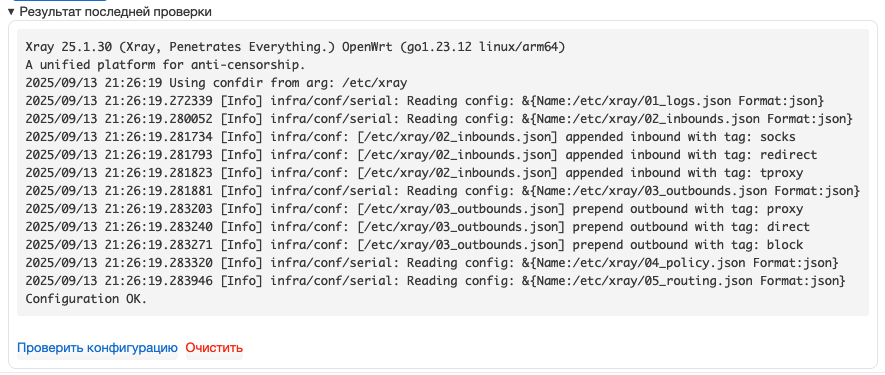 ▼ Результат последней проверки
Xray 25.1.30 (Xray, Penetrates Everything.) OpenWrt (go1.23.12 linux/arm64)
A unified platform for anti-censorship.
2025/09/13 21:26:19 Using confdir from arg: /etc/xray
2025/09/13 21:26:19.272339 [Info] infra/conf/serial: Reading config: &{Name:/etc/xray/01_logs.json Format:json}
2025/09/13 21:26:19.280052 [Info] infra/conf/serial: Reading config: &{Name:/etc/xray/02_inbounds.json Format:json}
2025/09/13 21:26:19.281734 [Info] infra/conf: [/etc/xray/02_inbounds.json] appended inbound with tag: socks
2025/09/13 21:26:19.281793 [Info] infra/conf: [/etc/xray/02_inbounds.json] appended inbound with tag: redirect
2025/09/13 21:26:19.281823 [Info] infra/conf: [/etc/xray/02_inbounds.json] appended inbound with tag: tproxy
2025/09/13 21:26:19.281881 [Info] infra/conf/serial: Reading config: &{Name:/etc/xray/03_outbounds.json Format:json}
2025/09/13 21:26:19.283203 [Info] infra/conf: [/etc/xray/03_outbounds.json] prepend outbound with tag: proxy
2025/09/13 21:26:19.283240 [Info] infra/conf: [/etc/xray/03_outbounds.json] prepend outbound with tag: direct
2025/09/13 21:26:19.283271 [Info] infra/conf: [/etc/xray/03_outbounds.json] prepend outbound with tag: block
2025/09/13 21:26:19.283320 [Info] infra/conf/serial: Reading config: &{Name:/etc/xray/04_policy.json Format:json}
2025/09/13 21:26:19.283946 [Info] infra/conf/serial: Reading config: &{Name:/etc/xray/05_routing.json Format:json}
Configuration OK.
Проверить конфигурацию Очистить